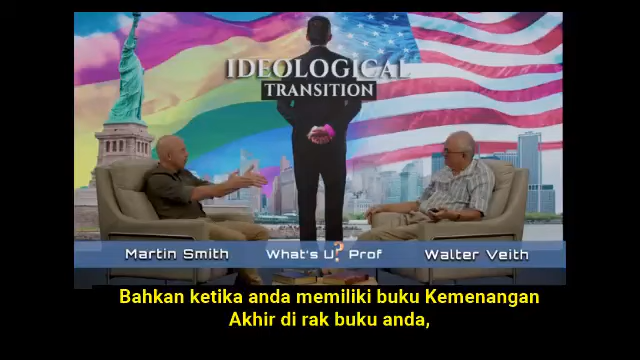 IDEOLOGICAL
TRANSITION
Martin Smith
What's U? Prof
Walter Veith
Bahkan ketika anda memiliki buku Kemenangan
Akhir di rak buku anda,